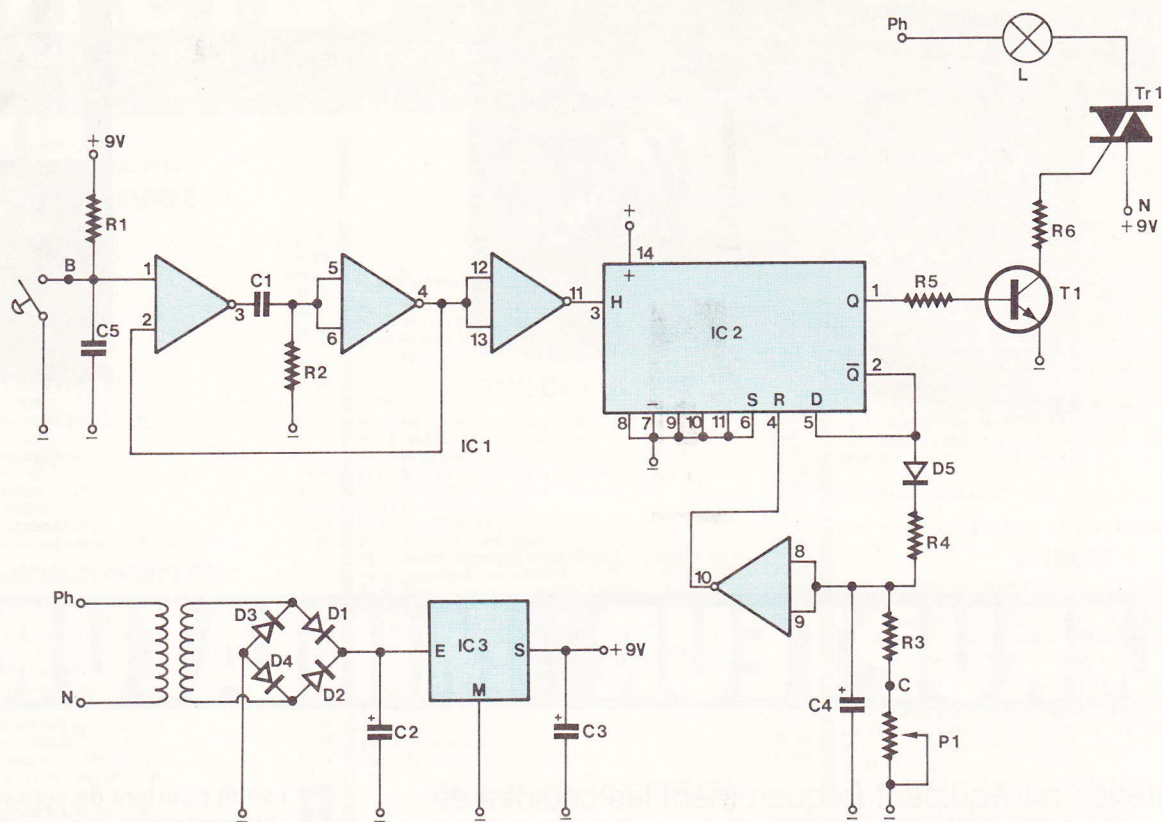 Ph
L
Tr 1
N
+9V
R6
+9V
R1
B
1
2
3
C5
C1
R2
5
6
4
12
13
11
3
H
+
14
+
IC 2
Q
1
Q̅
2
R5
T1
S
R
D
8
7
9
10
11
6
4
5
IC 1
D5
R4
10
8
9
R3
C
C4
+
P1
Ph
N
D3
D1
D4
D2
E
IC 3
S
M
+9V
+
C2
+
C3